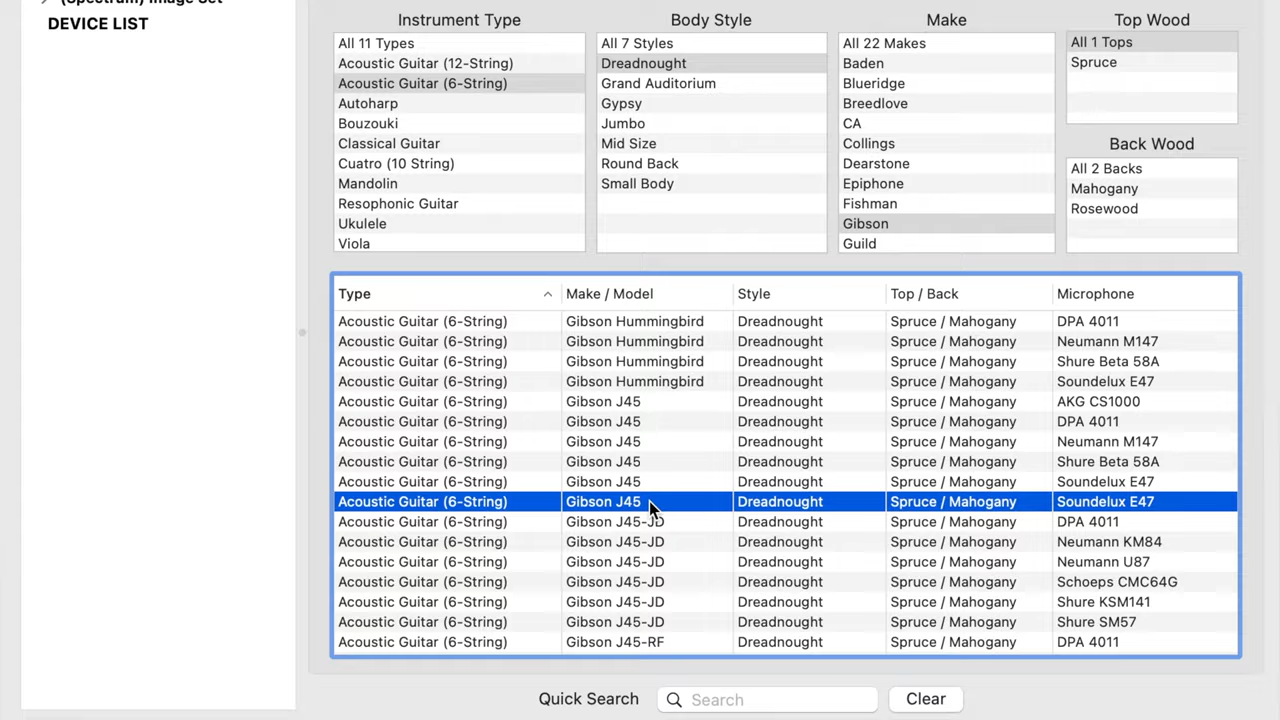 (Spectrum) Image Set
DEVICE LIST
Instrument Type
All 11 Types
Acoustic Guitar (12-String)
Acoustic Guitar (6-String)
Autoharp
Bouzouki
Classical Guitar
Cuatro (10 String)
Mandolin
Resophonic Guitar
Ukulele
Viola
Body Style
All 7 Styles
Dreadnought
Grand Auditorium
Gypsy
Jumbo
Mid Size
Round Back
Small Body
Make
All 22 Makes
Baden
Blueridge
Breedlove
CA
Collings
Dearstone
Epiphone
Fishman
Gibson
Guild
Top Wood
All 1 Tops
Spruce
Back Wood
All 2 Backs
Mahogany
Rosewood
Type Make / Model Style Top / Back Microphone
Acoustic Guitar (6-String) Gibson Hummingbird Dreadnought Spruce / Mahogany DPA 4011
Acoustic Guitar (6-String) Gibson Hummingbird Dreadnought Spruce / Mahogany Neumann M147
Acoustic Guitar (6-String) Gibson Hummingbird Dreadnought Spruce / Mahogany Shure Beta 58A
Acoustic Guitar (6-String) Gibson Hummingbird Dreadnought Spruce / Mahogany Soundelux E47
Acoustic Guitar (6-String) Gibson J45 Dreadnought Spruce / Mahogany AKG CS1000
Acoustic Guitar (6-String) Gibson J45 Dreadnought Spruce / Mahogany DPA 4011
Acoustic Guitar (6-String) Gibson J45 Dreadnought Spruce / Mahogany Neumann M147
Acoustic Guitar (6-String) Gibson J45 Dreadnought Spruce / Mahogany Shure Beta 58A
Acoustic Guitar (6-String) Gibson J45 Dreadnought Spruce / Mahogany Soundelux E47
Acoustic Guitar (6-String) Gibson J45 Dreadnought Spruce / Mahogany Soundelux E47
Acoustic Guitar (6-String) Gibson J45-JD Dreadnought Spruce / Mahogany DPA 4011
Acoustic Guitar (6-String) Gibson J45-JD Dreadnought Spruce / Mahogany Neumann KM84
Acoustic Guitar (6-String) Gibson J45-JD Dreadnought Spruce / Mahogany Neumann U87
Acoustic Guitar (6-String) Gibson J45-JD Dreadnought Spruce / Mahogany Schoeps CMC64G
Acoustic Guitar (6-String) Gibson J45-JD Dreadnought Spruce / Mahogany Shure KSM141
Acoustic Guitar (6-String) Gibson J45-JD Dreadnought Spruce / Mahogany Shure SM57
Acoustic Guitar (6-String) Gibson J45-RF Dreadnought Spruce / Mahogany DPA 4011
Quick Search Search Clear